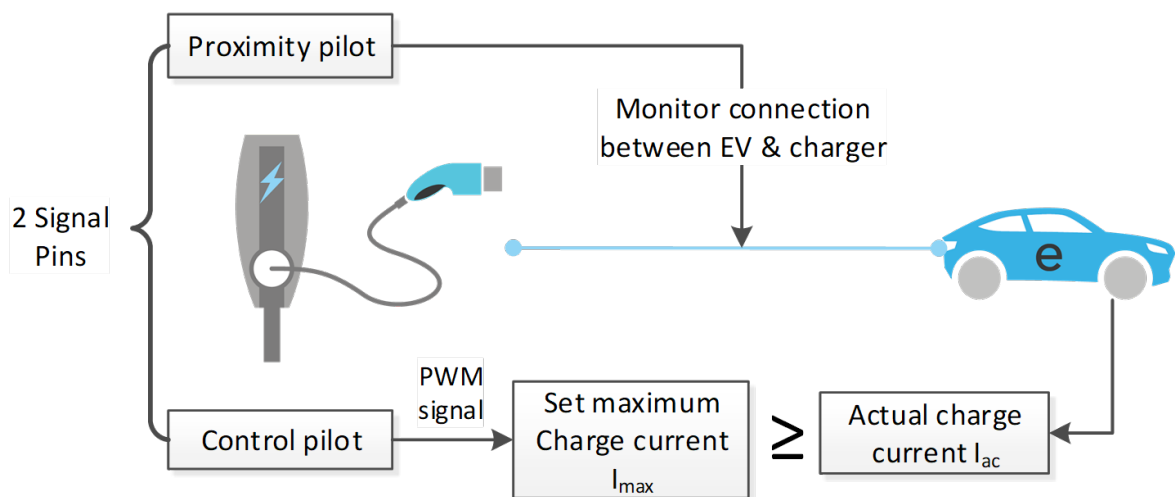 Proximity pilot
Monitor connection
between EV & charger
2 Signal
Pins
e
PWM
signal
Control pilot
Set maximum
Charge current
Imax
≥
Actual charge
current Iac